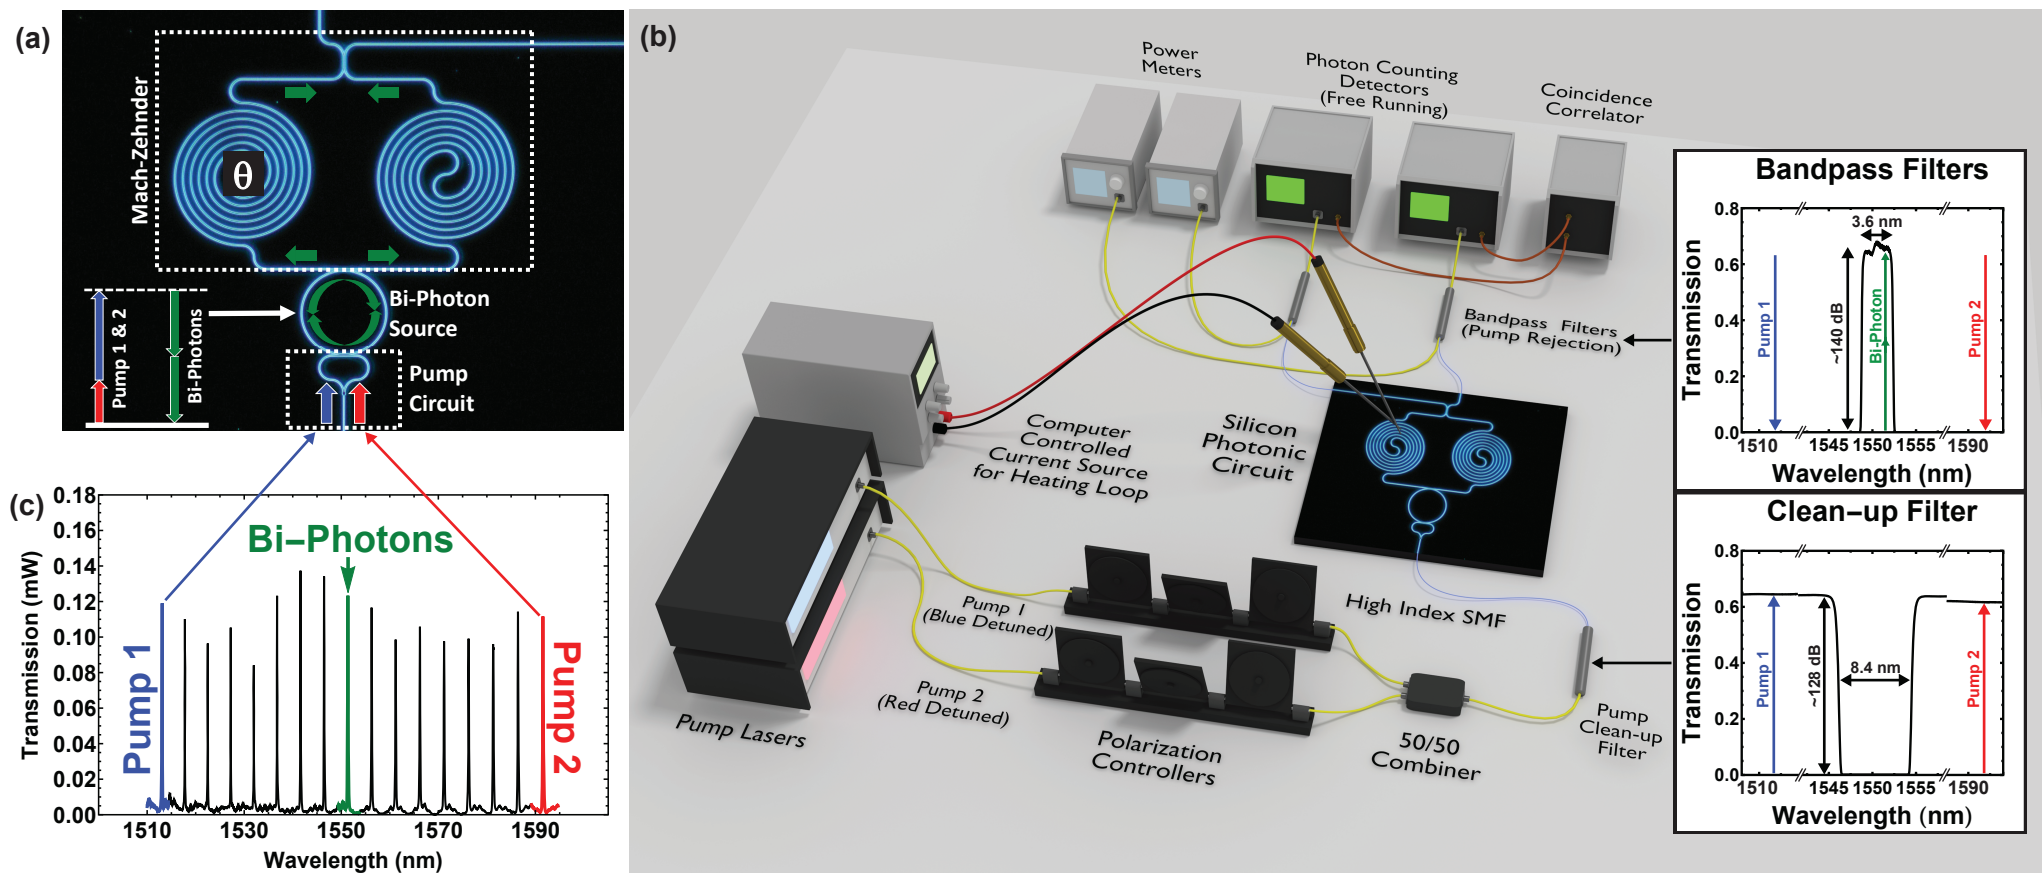 (a)
Mach-Zehnder
θ
Bi-Photon
Source
Pump 1 & 2
Bi-Photons
Pump
Circuit
(b)
Power
Meters
Photon Counting
Detectors
(Free Running)
Coincidence
Correlator
Bandpass Filters
(Pump Rejection)
Silicon
Photonic
Circuit
Computer
Controlled
Current Source
for Heating Loop
High Index SMF
Pump 1
(Blue Detuned)
Pump 2
(Red Detuned)
Pump Lasers
Polarization
Controllers
50/50
Combiner
Pump
Clean-up
Filter
Bandpass Filters
Transmission
0.8
0.6
0.4
0.2
0.0
Pump 1
~140 dB
3.6 nm
Bi-Photon
Pump 2
1510 1545 1550 1555 1590
Wavelength (nm)
Clean–up Filter
Transmission
0.8
0.6
0.4
0.2
0.0
Pump 1
~128 dB
8.4 nm
Pump 2
1510 1545 1550 1555 1590
Wavelength (nm)
(c)
Transmission (mW)
0.18
0.16
0.14
0.12
0.10
0.08
0.06
0.04
0.02
0.00
Pump 1
Bi–Photons
Pump 2
1510 1530 1550 1570 1590
Wavelength (nm)